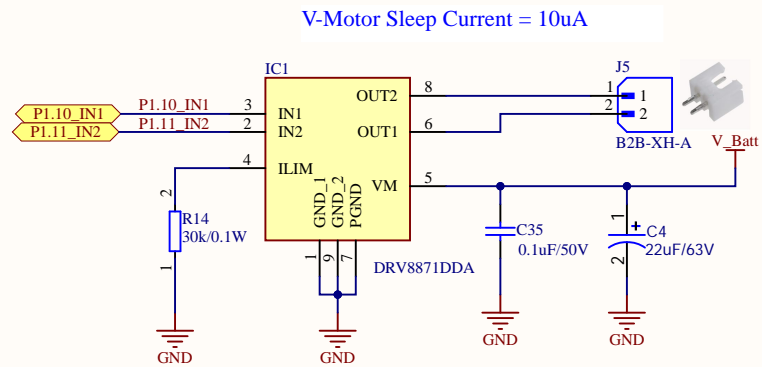 V-Motor Sleep Current = 10uA
IC1
J5
P1.10_IN1
P1.10_IN1
3
IN1
OUT2
8
1
1
P1.11_IN2
P1.11_IN2
2
IN2
OUT1
6
2
2
B2B-XH-A
V_Batt
4
ILIM
VM
5
2
R14
30k/0.1W
1
GND_1
GND_2
PGND
1
9
7
DRV8871DDA
C35
0.1uF/50V
1
+
C4
22uF/63V
2
GND
GND
GND
GND